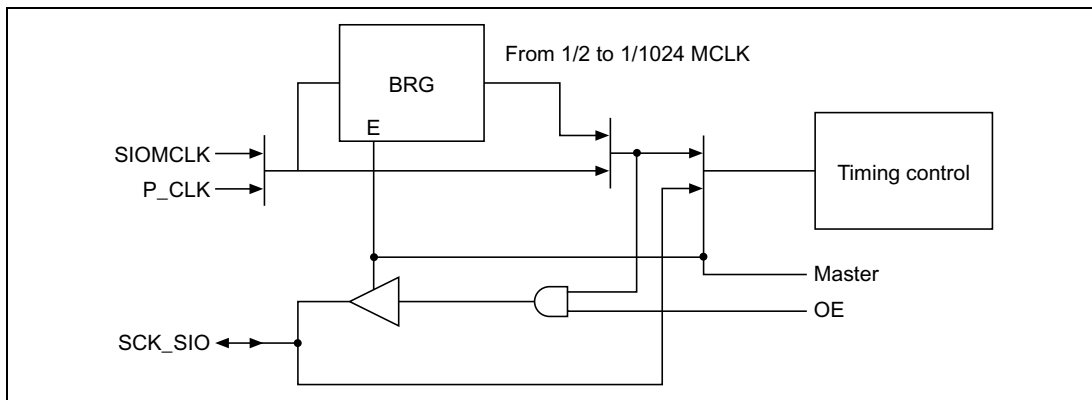 From 1/2 to 1/1024 MCLK
BRG
E
SIOMCLK
P_CLK
Timing control
Master
OE
SCK_SIO